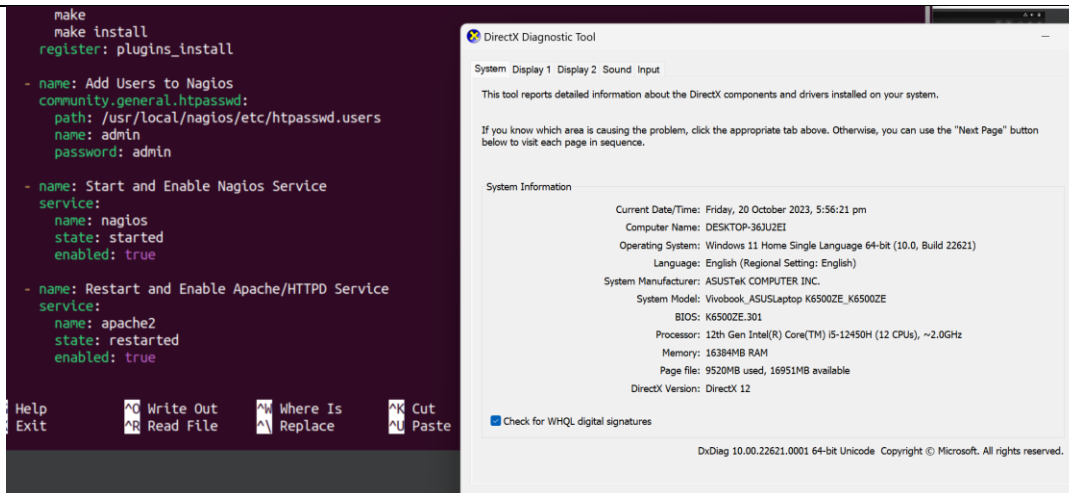 make
make install
register: plugins_install
- name: Add Users to Nagios
community.general.htpasswd:
path: /usr/local/nagios/etc/htpasswd.users
name: admin
password: admin
- name: Start and Enable Nagios Service
service:
name: nagios
state: started
enabled: true
- name: Restart and Enable Apache/HTTPD Service
service:
name: apache2
state: restarted
enabled: true
Help ^O Write Out ^W Where Is ^K Cut
Exit ^R Read File ^\ Replace ^U Paste
DirectX Diagnostic Tool
System Display 1 Display 2 Sound Input
This tool reports detailed information about the DirectX components and drivers installed on your system.
If you know which area is causing the problem, click the appropriate tab above. Otherwise, you can use the "Next Page" button
below to visit each page in sequence.
System Information
Current Date/Time: Friday, 20 October 2023, 5:56:21 pm
Computer Name: DESKTOP-36JU2EI
Operating System: Windows 11 Home Single Language 64-bit (10.0, Build 22621)
Language: English (Regional Setting: English)
System Manufacturer: ASUSTeK COMPUTER INC.
System Model: Vivobook_ASUSLaptop K6500ZE_K6500ZE
BIOS: K6500ZE.301
Processor: 12th Gen Intel(R) Core(TM) i5-12450H (12 CPUs), ~2.0GHz
Memory: 16384MB RAM
Page file: 9520MB used, 16951MB available
DirectX Version: DirectX 12
Check for WHQL digital signatures
DxDiag 10.00.22621.0001 64-bit Unicode Copyright © Microsoft. All rights reserved.